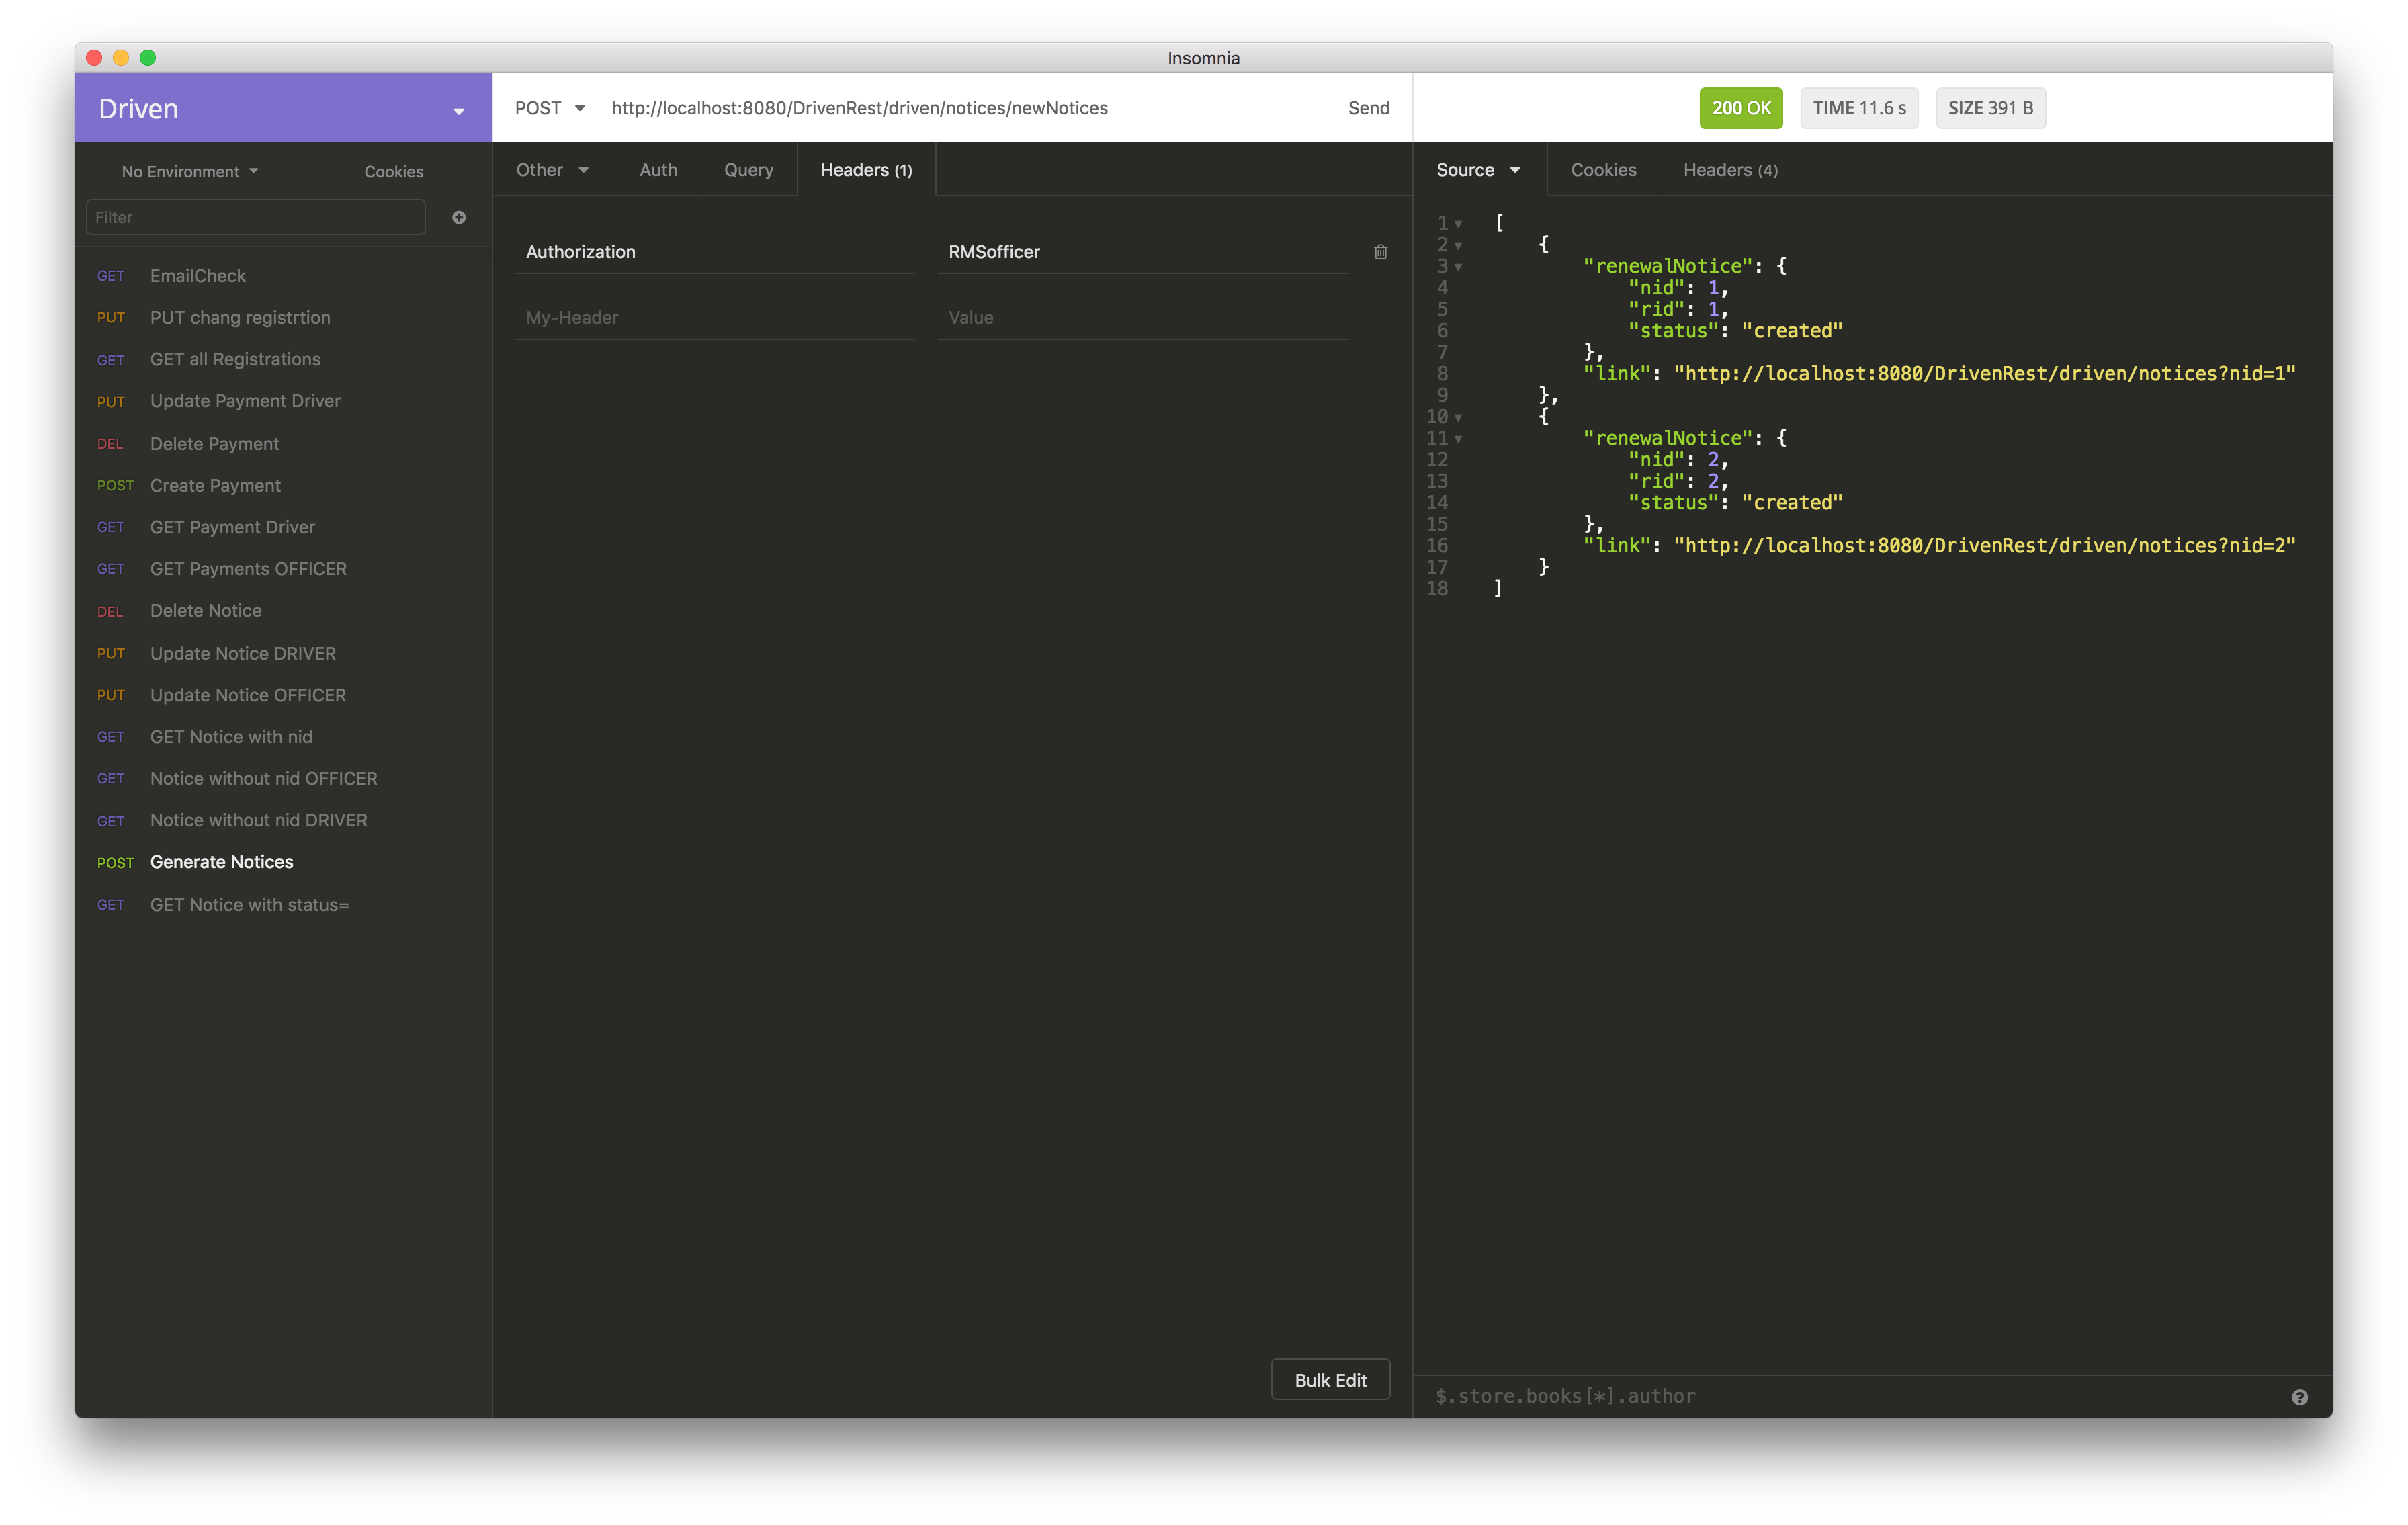 Insomnia
Driven
POST http://localhost:8080/DrivenRest/driven/notices/newNotices Send
200 OK TIME 11.6 s SIZE 391 B
No Environment Cookies
Filter
GET EmailCheck
PUT PUT chang registrtion
GET GET all Registrations
PUT Update Payment Driver
DEL Delete Payment
POST Create Payment
GET GET Payment Driver
GET GET Payments OFFICER
DEL Delete Notice
PUT Update Notice DRIVER
PUT Update Notice OFFICER
GET GET Notice with nid
GET Notice without nid OFFICER
GET Notice without nid DRIVER
POST Generate Notices
GET GET Notice with status=
Other Auth Query Headers (1)
Authorization RMSofficer
My-Header Value
Bulk Edit
Source Cookies Headers (4)
1 [
2 {
3 "renewalNotice": {
4 "nid": 1,
5 "rid": 1,
6 "status": "created"
7 },
8 "link": "http://localhost:8080/DrivenRest/driven/notices?nid=1"
9 },
10 {
11 "renewalNotice": {
12 "nid": 2,
13 "rid": 2,
14 "status": "created"
15 },
16 "link": "http://localhost:8080/DrivenRest/driven/notices?nid=2"
17 }
18 ]
$.store.books[*].author